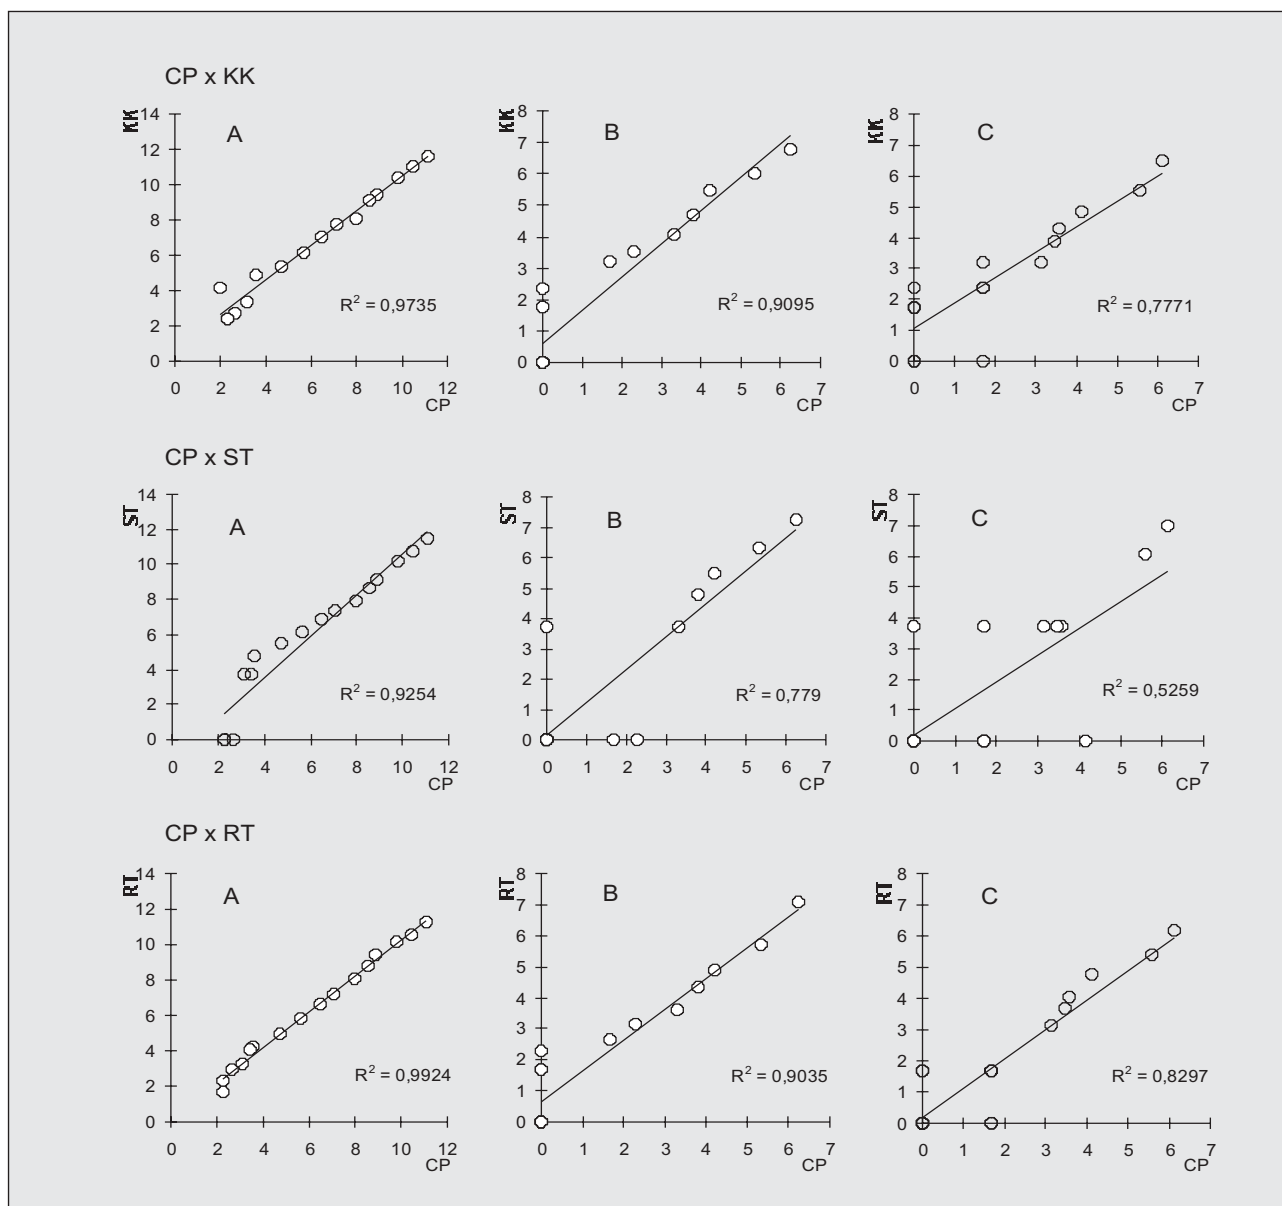 CP x KK
KK
14
12
10
8
6
4
2
0
A
R² = 0,9735
0 2 4 6 8 10 12
CP
KK
8
7
6
5
4
3
2
1
0
B
R² = 0,9095
0 1 2 3 4 5 6 7
CP
KK
8
7
6
5
4
3
2
1
0
C
R² = 0,7771
0 1 2 3 4 5 6 7
CP
CP x ST
ST
14
12
10
8
6
4
2
0
A
R² = 0,9254
0 2 4 6 8 10 12
CP
ST
8
7
6
5
4
3
2
1
0
B
R² = 0,779
0 1 2 3 4 5 6 7
CP
ST
8
7
6
5
4
3
2
1
0
C
R² = 0,5259
0 1 2 3 4 5 6 7
CP
CP x RT
RT
14
12
10
8
6
4
2
0
A
R² = 0,9924
0 2 4 6 8 10 12
CP
RT
8
7
6
5
4
3
2
1
0
B
R² = 0,9035
0 1 2 3 4 5 6 7
CP
RT
8
7
6
5
4
3
2
1
0
C
R² = 0,8297
0 1 2 3 4 5 6 7
CP